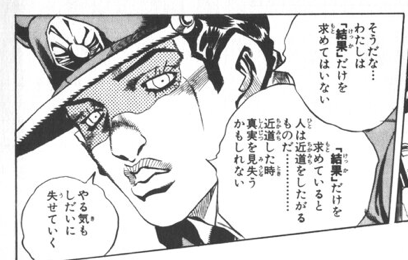 そうだな…
わたしは
『結果』だけを
求めてはいない
『結果』だけを
求めていると
人は近道をしたがる
ものだ…………
近道した時
真実を見失う
かもしれない
やる気も
しだいに
失せていく